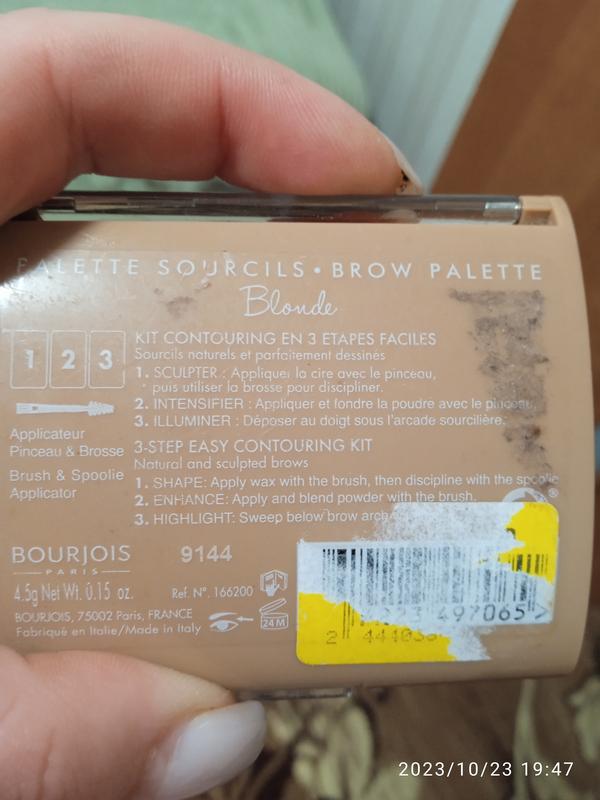 PALETTE SOURCILS • BROW PALETTE
Blonde
1 2 3
KIT CONTOURING EN 3 ETAPES FACILES
Sourcils naturels et parfaitement dessinés
1. SCULPTER : Appliquer la cire avec le pinceau,
puis utiliser la brosse pour discipliner.
2. INTENSIFIER : Appliquer et fondre la poudre avec le pinceau.
3. ILLUMINER : Déposer au doigt sous l'arcade sourcilière.
Applicateur
Pinceau & Brosse
Brush & Spoolie
Applicator
3-STEP EASY CONTOURING KIT
Natural and sculpted brows
1. SHAPE: Apply wax with the brush, then discipline with the spoolie
2. ENHANCE: Apply and blend powder with the brush.
3. HIGHLIGHT: Sweep below brow arch
®
BOURJOIS
PARIS
9144
4.5g Net Wt. 0.15 oz.
Ref. N°. 166200
BOURJOIS, 75002 Paris, FRANCE
Fabriqué en Italie/Made in Italy
24 M
497065 >
2
2023/10/23 19:47